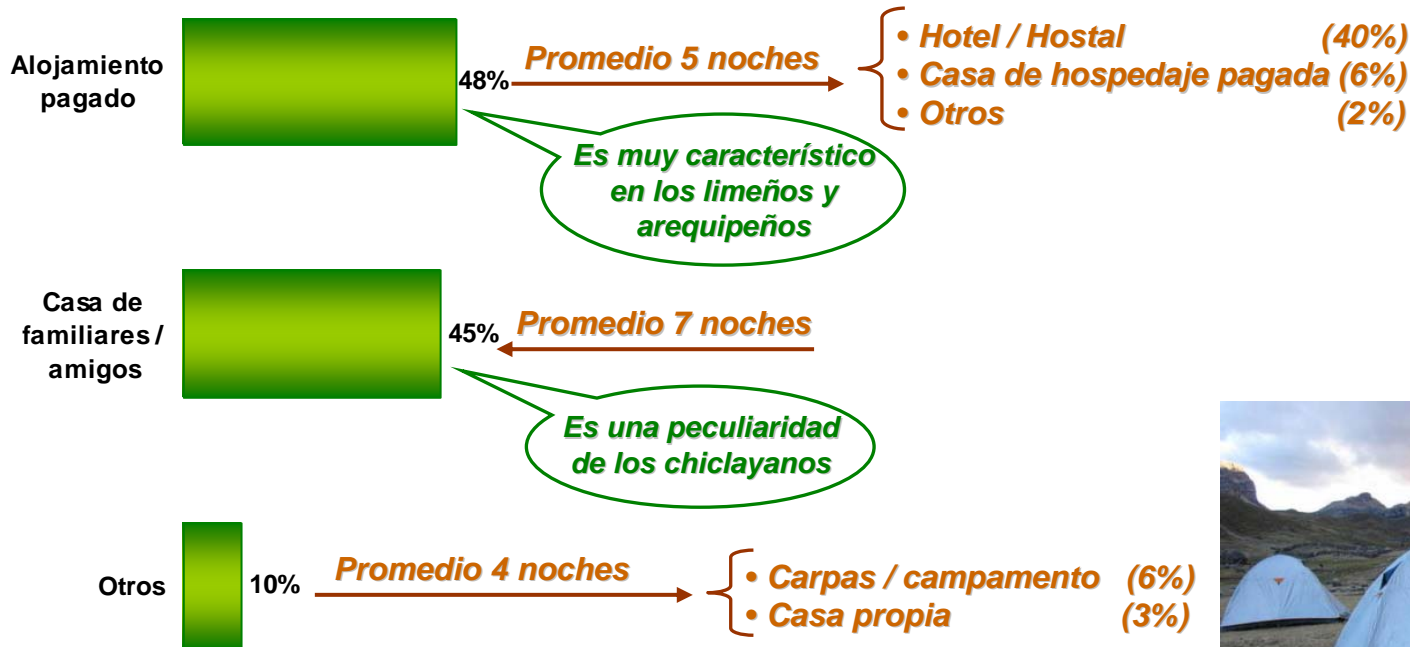 Alojamiento
pagado
48%
Promedio 5 noches
• Hotel / Hostal (40%)
• Casa de hospedaje pagada (6%)
• Otros (2%)
Es muy característico
en los limeños y
arequipeños
Casa de
familiares /
amigos
45%
Promedio 7 noches
Es una peculiaridad
de los chiclayanos
Otros
10%
Promedio 4 noches
• Carpas / campamento (6%)
• Casa propia (3%)